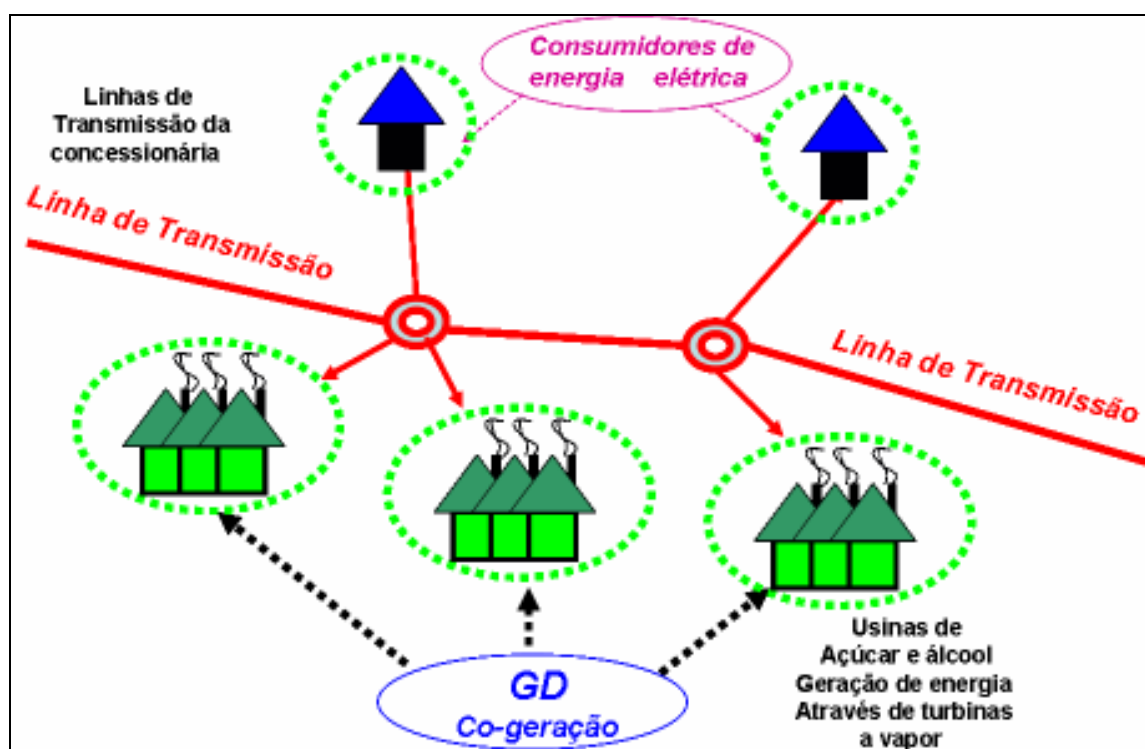 Consumidores de
energia elétrica
Linhas de
Transmissão da
concessionária
Linha de Transmissão
Linha de Transmissão
Usinas de
Açúcar e álcool
Geração de energia
Através de turbinas
a vapor
GD
Co-geração